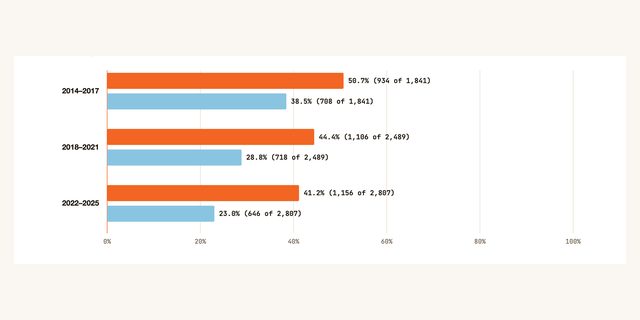 50.7% (934 of 1,841)
2014–2017
38.5% (708 of 1,841)
44.4% (1,106 of 2,489)
2018–2021
28.8% (718 of 2,489)
41.2% (1,156 of 2,807)
2022–2025
23.0% (646 of 2,807)
0% 20% 40% 60% 80% 100%